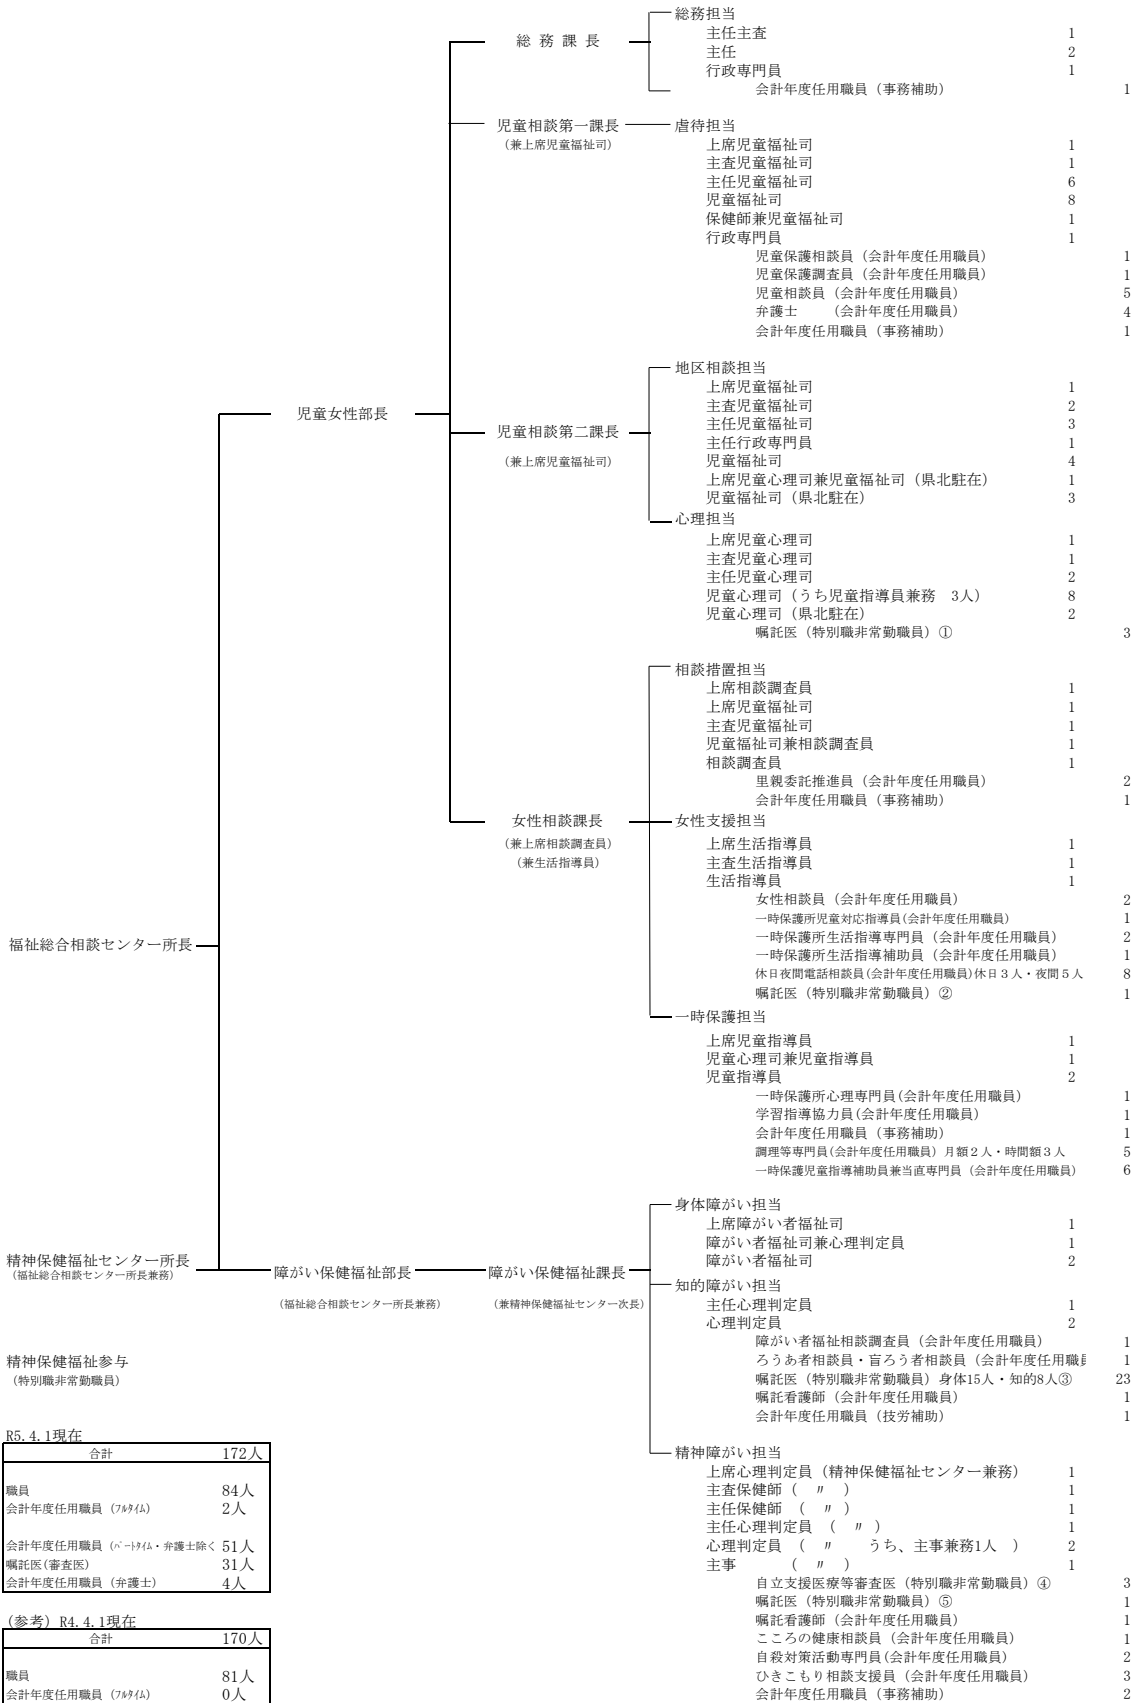 総務担当
主任主査 1
総 務 課 長
主任 2
行政専門員 1
会計年度任用職員（事務補助） 1
児童相談第一課長 虐待担当
（兼上席児童福祉司）
上席児童福祉司 1
主査児童福祉司 1
主任児童福祉司 6
児童福祉司 8
保健師兼児童福祉司 1
行政専門員 1
児童保護相談員（会計年度任用職員） 1
児童保護調査員（会計年度任用職員） 1
児童相談員（会計年度任用職員） 5
弁護士　　（会計年度任用職員） 4
会計年度任用職員（事務補助） 1
地区相談担当
上席児童福祉司 1
主査児童福祉司 2
児童女性部長
主任児童福祉司 3
児童相談第二課長
（兼上席児童福祉司）
主任行政専門員 1
児童福祉司 4
上席児童心理司兼児童福祉司（県北駐在） 1
児童福祉司（県北駐在） 3
心理担当
上席児童心理司 1
主査児童心理司 1
主任児童心理司 2
児童心理司（うち児童指導員兼務　3人） 8
児童心理司（県北駐在） 2
嘱託医（特別職非常勤職員）① 3
相談措置担当
上席相談調査員 1
上席児童福祉司 1
主査児童福祉司 1
児童福祉司兼相談調査員 1
相談調査員 1
里親委託推進員（会計年度任用職員） 2
会計年度任用職員（事務補助） 1
女性相談課長 女性支援担当
（兼上席相談調査員）
（兼生活指導員）
上席生活指導員 1
主査生活指導員 1
生活指導員 1
女性相談員（会計年度任用職員） 2
一時保護所児童対応指導員(会計年度任用職員) 1
福祉総合相談センター所長
一時保護所生活指導専門員（会計年度任用職員） 2
一時保護所生活指導補助員（会計年度任用職員） 1
休日夜間電話相談員(会計年度任用職員)休日３人・夜間５人 8
嘱託医（特別職非常勤職員）② 1
一時保護担当
上席児童指導員 1
児童心理司兼児童指導員 1
児童指導員 2
一時保護所心理専門員(会計年度任用職員) 1
学習指導協力員(会計年度任用職員) 1
会計年度任用職員（事務補助） 1
調理等専門員(会計年度任用職員）月額２人・時間額３人 5
一時保護児童指導補助員兼当直専門員（会計年度任用職員） 6
身体障がい担当
上席障がい者福祉司 1
障がい者福祉司兼心理判定員 1
障がい者福祉司 2
精神保健福祉センター所長
（福祉総合相談センター所長兼務）
障がい保健福祉部長
（福祉総合相談センター所長兼務）
障がい保健福祉課長
（兼精神保健福祉センター次長）
知的障がい担当
主任心理判定員 1
心理判定員 2
障がい者福祉相談調査員（会計年度任用職員） 1
ろうあ者相談員・盲ろう者相談員（会計年度任用職 1
嘱託医（特別職非常勤職員）身体15人・知的8人③ 23
嘱託看護師（会計年度任用職員） 1
会計年度任用職員（技労補助） 1
精神保健福祉参与
（特別職非常勤職員）
精神障がい担当
上席心理判定員（精神保健福祉センター兼務） 1
主査保健師（　〃　） 1
主任保健師　（　〃　） 1
主任心理判定員　（　〃　） 1
心理判定員　（　〃　　うち、主事兼務1人　） 2
主事　　　（　〃　） 1
自立支援医療等審査医（特別職非常勤職員）④ 3
嘱託医（特別職非常勤職員）⑤ 1
嘱託看護師（会計年度任用職員） 1
こころの健康相談員（会計年度任用職員） 1
自殺対策活動専門員(会計年度任用職員） 2
ひきこもり相談支援員（会計年度任用職員） 3
会計年度任用職員（事務補助） 2
R5.4.1現在
合計 172人
職員 84人
会計年度任用職員（ﾌﾙﾀｲﾑ） 2人
会計年度任用職員（ﾊﾟｰﾄﾀｲﾑ・弁護士除く 51人
嘱託医(審査医) 31人
会計年度任用職員（弁護士） 4人
(参考）R4.4.1現在
合計 170人
職員 81人
会計年度任用職員（ﾌﾙﾀｲﾑ） 0人